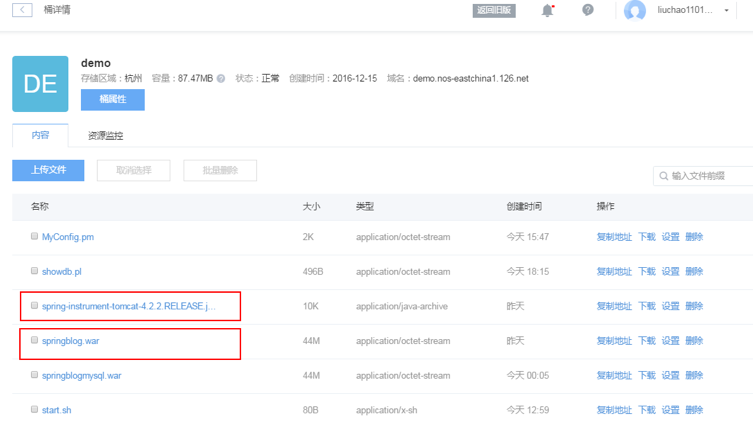 桶详情 返回旧版 liuchao1101...
DE
demo
存储区域：杭州 容量：87.47MB 状态：正常 创建时间：2016-12-15 域名：demo.nos-eastchina1.126.net
桶属性
内容 资源监控
上传文件 取消选择 批量删除 输入文件前缀
名称 大小 类型 创建时间 操作
MyConfig.pm 2K application/octet-stream 今天 15:47 复制地址 下载 设置 删除
showdb.pl 496B application/octet-stream 今天 18:15 复制地址 下载 设置 删除
spring-instrument-tomcat-4.2.2.RELEASE.j... 10K application/java-archive 昨天 复制地址 下载 设置 删除
springblog.war 44M application/octet-stream 昨天 复制地址 下载 设置 删除
springblogmysql.war 44M application/octet-stream 今天 00:05 复制地址 下载 设置 删除
start.sh 80B application/x-sh 今天 12:59 复制地址 下载 设置 删除